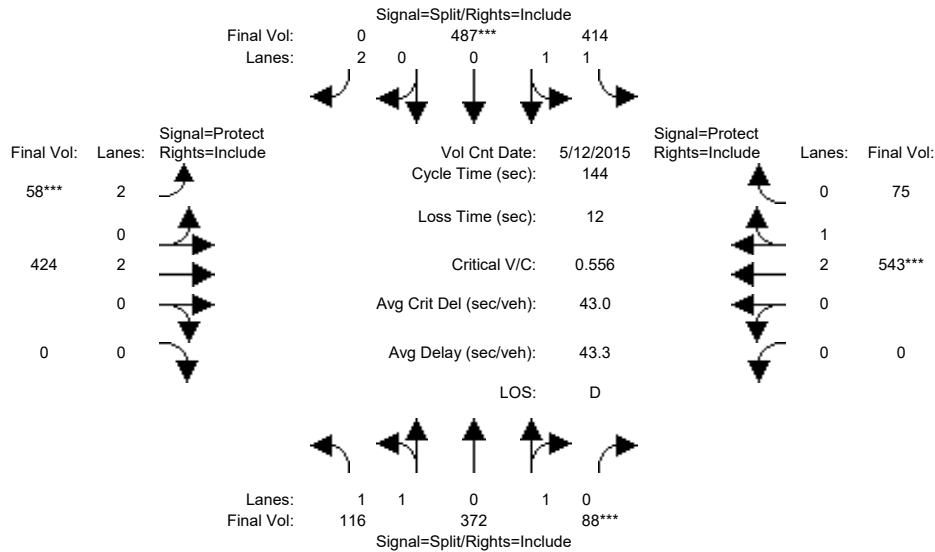 Signal=Split/Rights=Include
Final Vol: 0 487*** 414
Lanes: 2 0 0 1 1
Signal=Protect Signal=Protect
Final Vol: Lanes: Rights=Include Vol Cnt Date: 5/12/2015 Rights=Include Lanes: Final Vol:
Cycle Time (sec): 144
58*** 2 0 75
Loss Time (sec): 12
0 1
424 2 Critical V/C: 0.556 2 543***
0 Avg Crit Del (sec/veh): 43.0 0
0 0 Avg Delay (sec/veh): 43.3 0 0
LOS: D
Lanes: 1 1 0 1 0
Final Vol: 116 372 88***
Signal=Split/Rights=Include